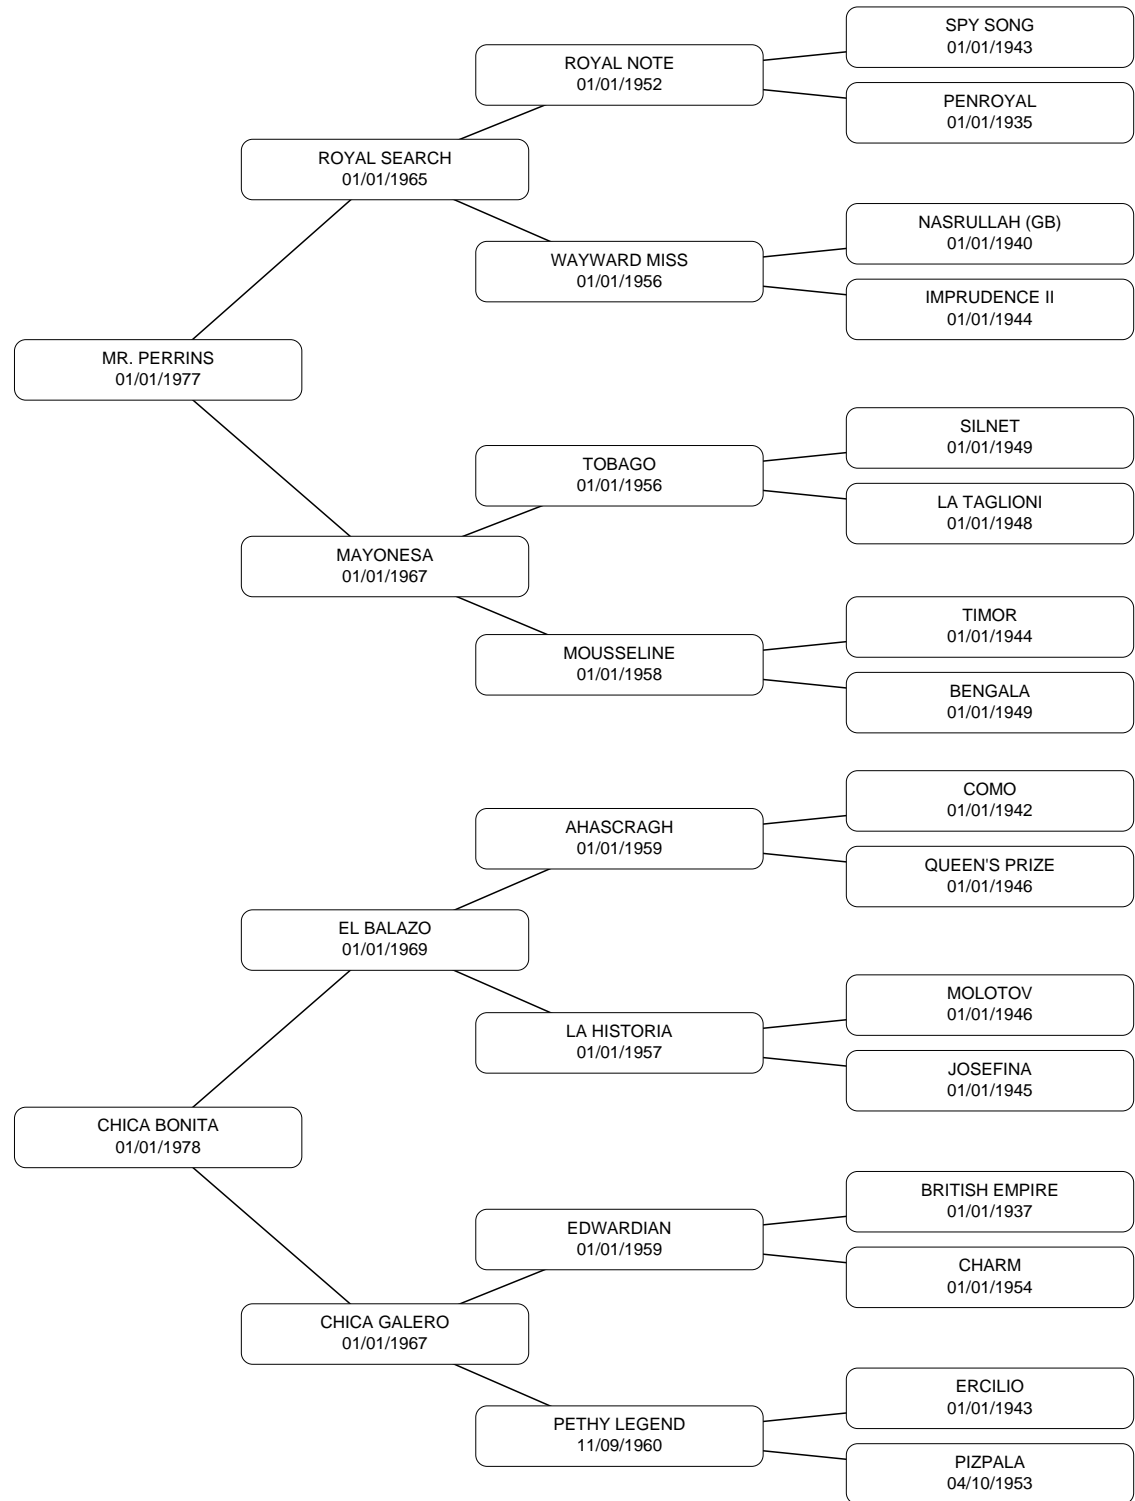 SPY SONG
01/01/1943
ROYAL NOTE
01/01/1952
PENROYAL
01/01/1935
ROYAL SEARCH
01/01/1965
NASRULLAH (GB)
01/01/1940
WAYWARD MISS
01/01/1956
IMPRUDENCE II
01/01/1944
MR. PERRINS
01/01/1977
SILNET
01/01/1949
TOBAGO
01/01/1956
LA TAGLIONI
01/01/1948
MAYONESA
01/01/1967
TIMOR
01/01/1944
MOUSSELINE
01/01/1958
BENGALA
01/01/1949
COMO
01/01/1942
AHASCRAGH
01/01/1959
QUEEN'S PRIZE
01/01/1946
EL BALAZO
01/01/1969
MOLOTOV
01/01/1946
LA HISTORIA
01/01/1957
JOSEFINA
01/01/1945
CHICA BONITA
01/01/1978
BRITISH EMPIRE
01/01/1937
EDWARDIAN
01/01/1959
CHARM
01/01/1954
CHICA GALERO
01/01/1967
ERCILIO
01/01/1943
PETHY LEGEND
11/09/1960
PIZPALA
04/10/1953